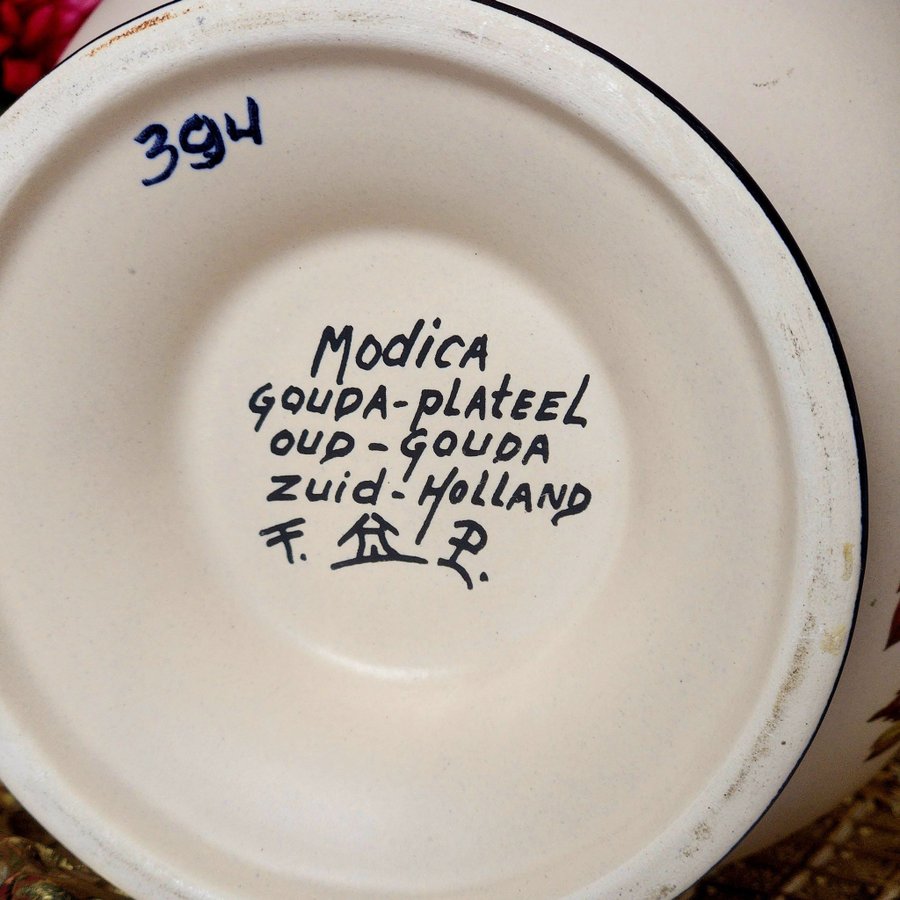 394
Modica
GOUDA-PLATEEL
OUD-GOUDA
Zuid-HOLLAND
F. P.